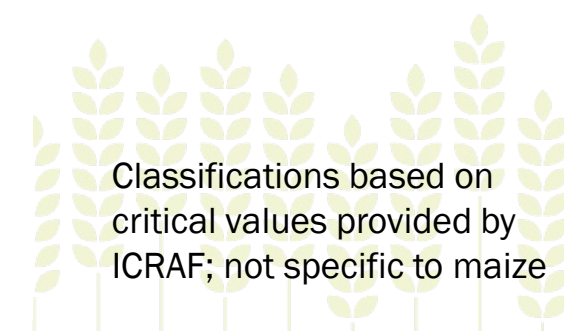 Classifications based on
critical values provided by
ICRAF; not specific to maize